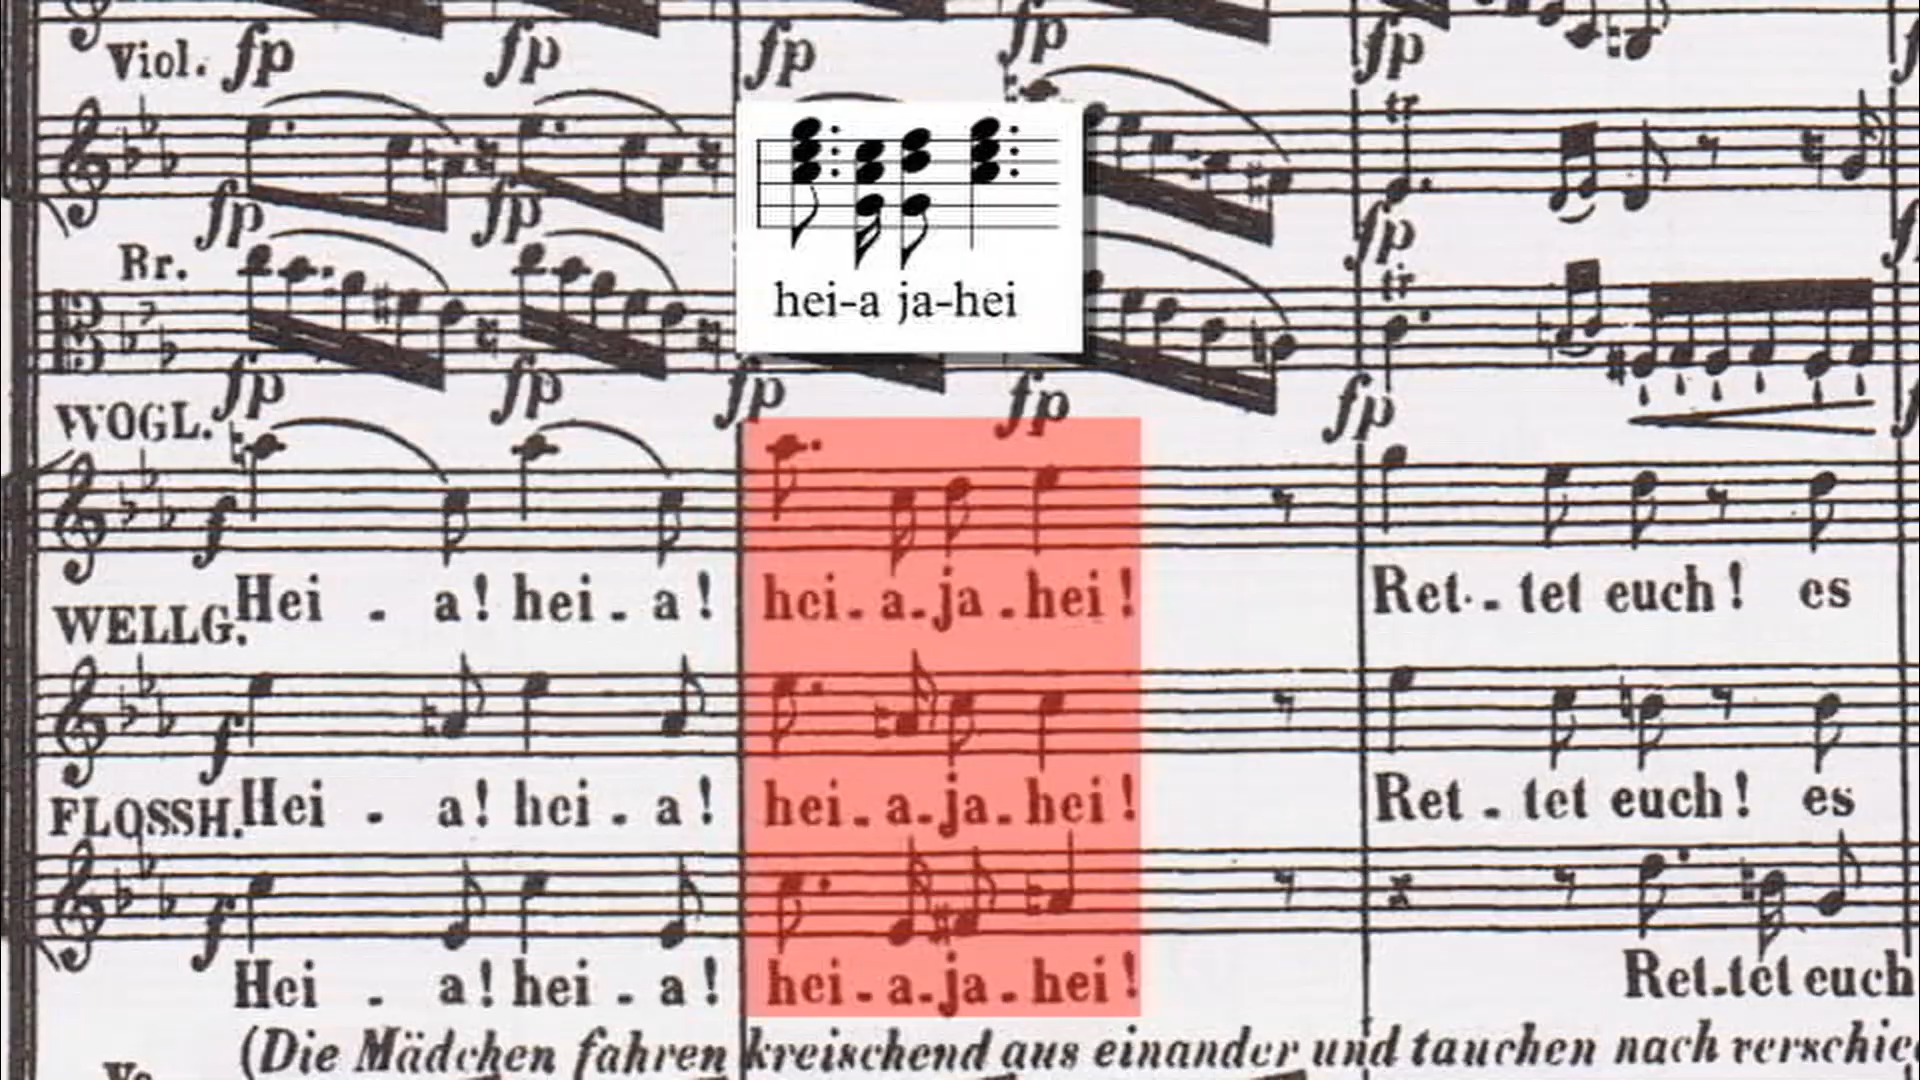 fp fp fp fp fp
Viol.
tr
fp fp fp
Br.
hei-a ja-hei
tr
fp fp fp fp fp
WOGL.
f
Hei - a! hei - a! hei - a - ja - hei! Ret - tet euch! es
WELLG.
f
Hei - a! hei - a! hei - a - ja - hei! Ret - tet euch! es
FLOSSH.
f
Hei - a! hei - a! hei - a - ja - hei! Ret - tet euch
(Die Mädchen fahren kreischend aus einander und tauchen nach verschie